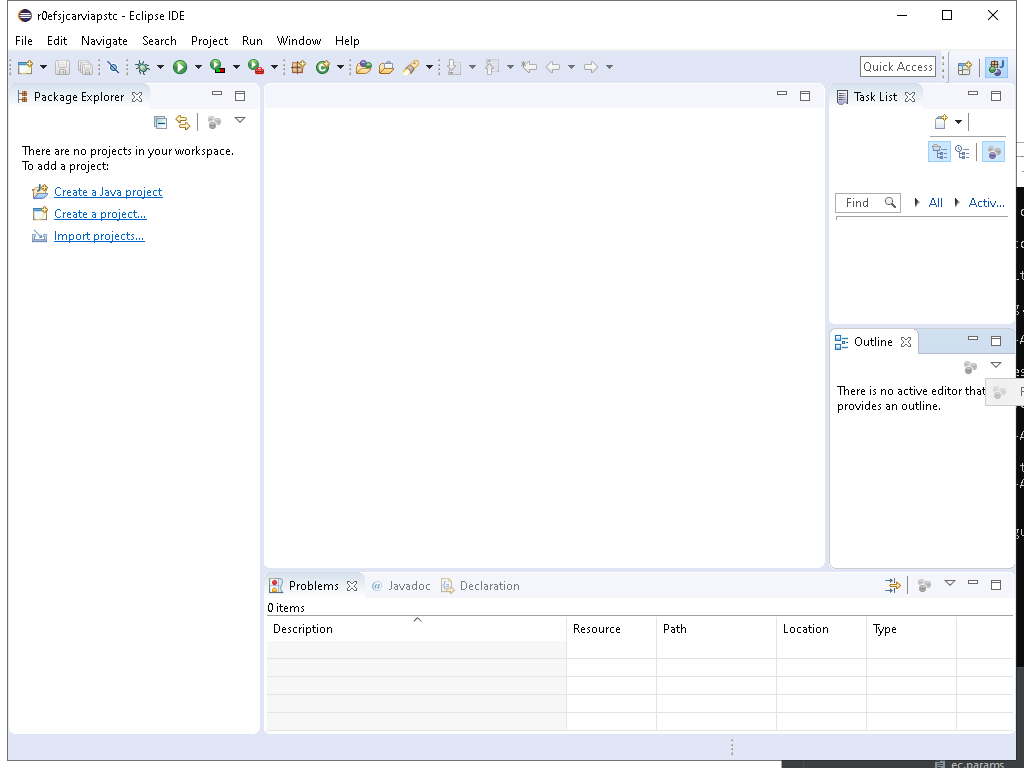 r0efsjcarviapstc - Eclipse IDE
File Edit Navigate Search Project Run Window Help
Quick Access
Package Explorer
Task List
There are no projects in your workspace.
To add a project:
Create a Java project
Create a project...
Import projects...
Find
All
Activ...
Outline
There is no active editor that
provides an outline.
Problems
@ Javadoc
Declaration
0 items
Description Resource Path Location Type
ec.params